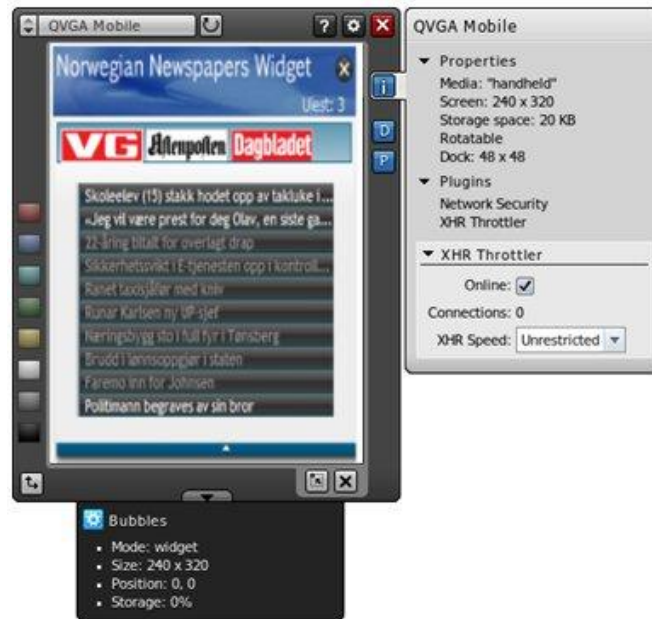 QVGA Mobile
?
Norwegian Newspapers Widget
Uest: 3
VG Aftenposten Dagbladet
Skoleelev (15) stakk hodet opp av takluke i...
«Jeg vil være prest for deg Olav, en siste ga...
22-åring tiltalt for overlagt drap
Sikkerhetssvikt i E-tjenesten opp i kontroll...
Ranet taxisjåfør med kniv
Runar Karlsen ny UP-sjef
Næringsbygg sto i full fyr i Tønsberg
Brudd i lønnsoppgjør i staten
Faremo inn for Johnsen
Politimann begraves av sin bror
i
D
P
Bubbles
Mode: widget
Size: 240 x 320
Position: 0, 0
Storage: 0%
QVGA Mobile
Properties
Media: "handheld"
Screen: 240 x 320
Storage space: 20 KB
Rotatable
Dock: 48 x 48
Plugins
Network Security
XHR Throttler
XHR Throttler
Online:
Connections: 0
XHR Speed: Unrestricted